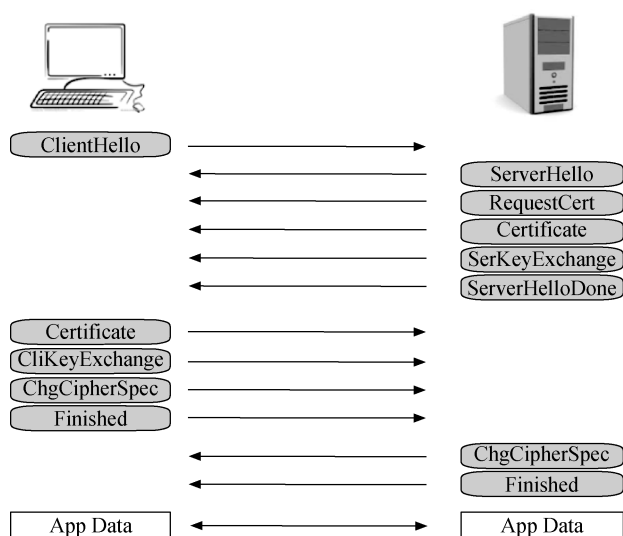 ClientHello
ServerHello
RequestCert
Certificate
SerKeyExchange
ServerHelloDone
Certificate
CliKeyExchange
ChgCipherSpec
Finished
ChgCipherSpec
Finished
App Data
App Data